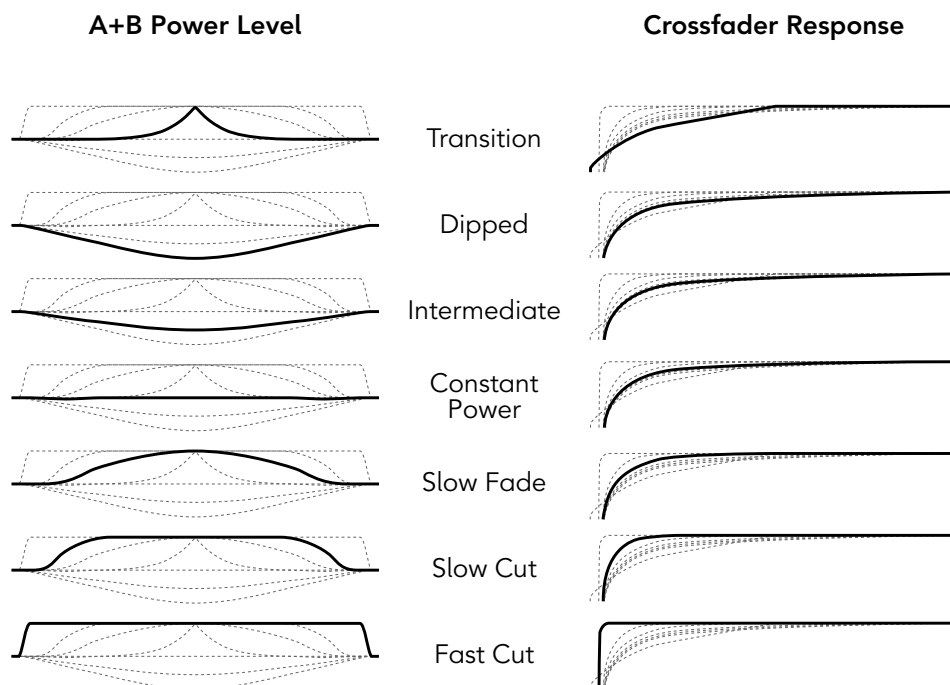 A+B Power Level
Crossfader Response
Transition
Dipped
Intermediate
Constant
Power
Slow Fade
Slow Cut
Fast Cut